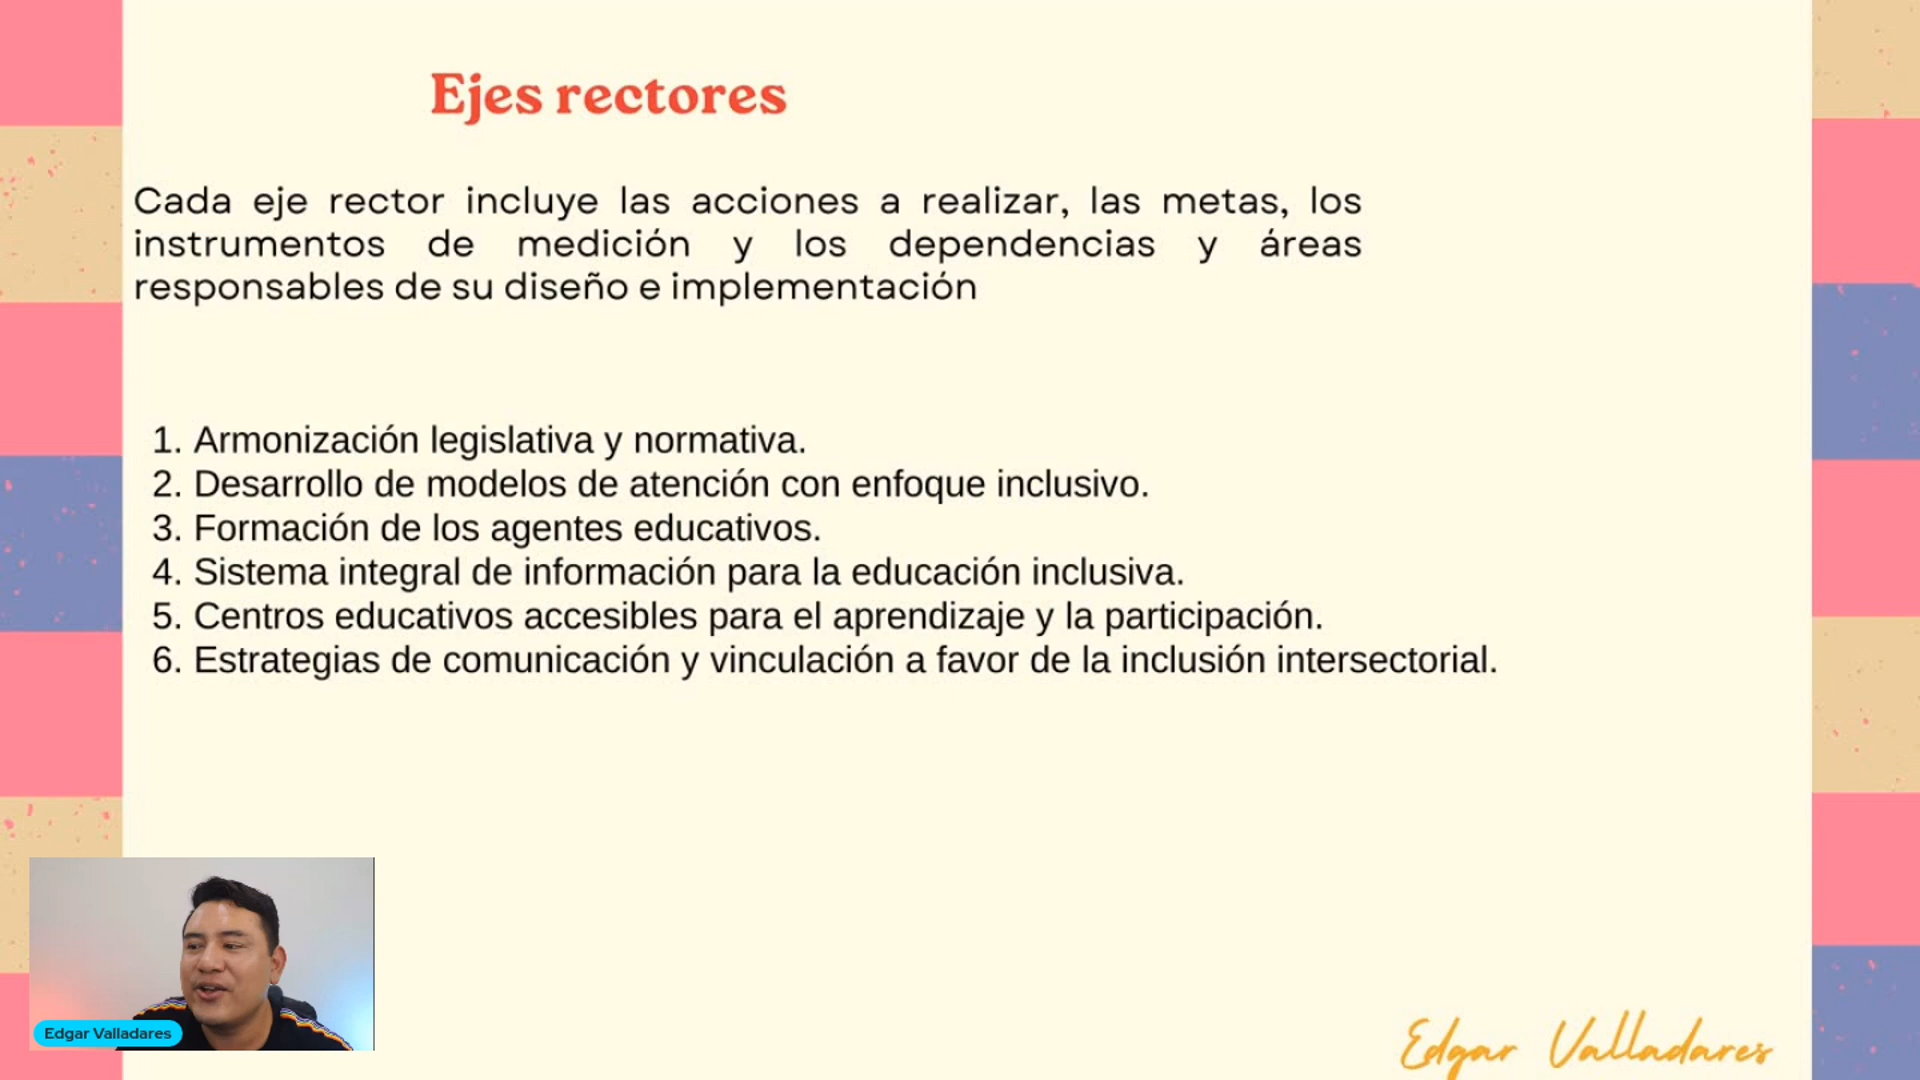 Ejes rectores
Cada eje rector incluye las acciones a realizar, las metas, los
instrumentos de medición y los dependencias y áreas
responsables de su diseño e implementación
1. Armonización legislativa y normativa.
2. Desarrollo de modelos de atención con enfoque inclusivo.
3. Formación de los agentes educativos.
4. Sistema integral de información para la educación inclusiva.
5. Centros educativos accesibles para el aprendizaje y la participación.
6. Estrategias de comunicación y vinculación a favor de la inclusión intersectorial.
Edgar Valladares
Edgar Valladares